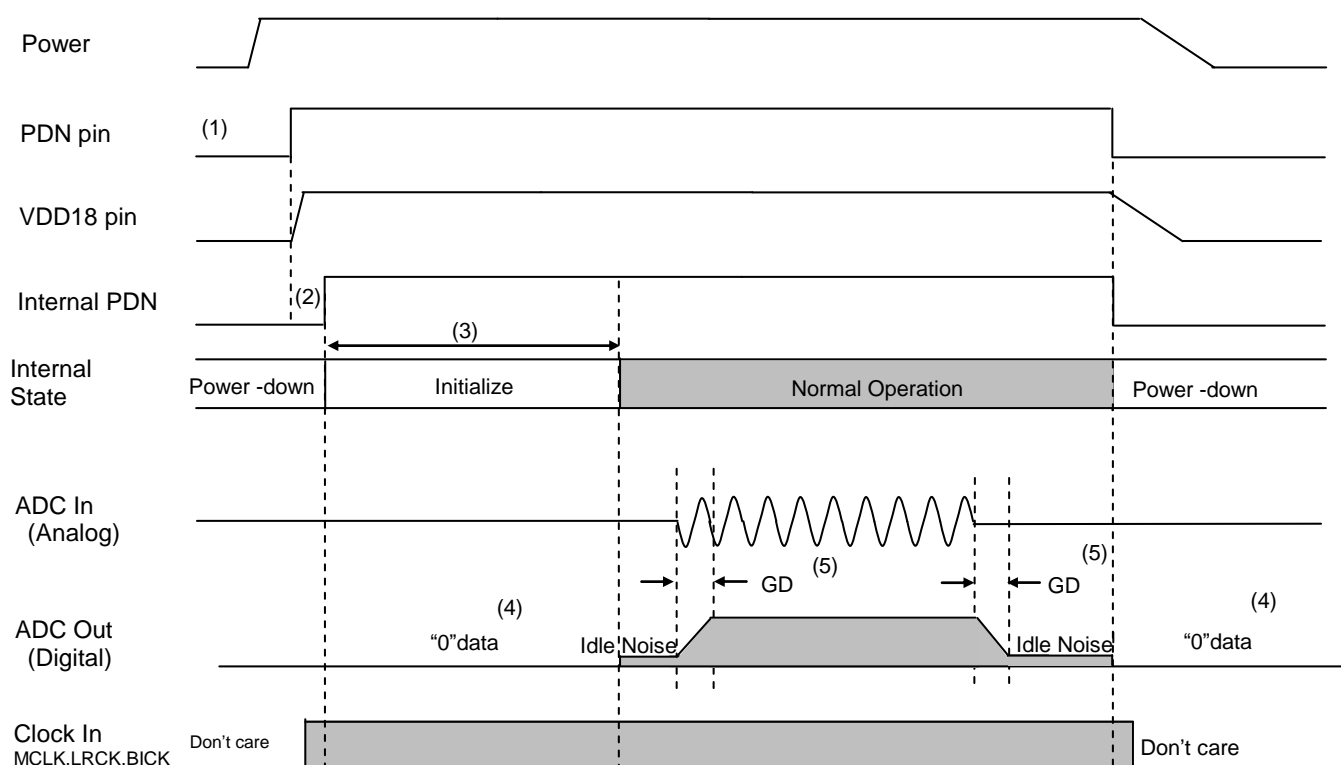 Power
PDN pin
(1)
VDD18 pin
Internal PDN
(2)
(3)
Internal
State
Power -down
Initialize
Normal Operation
Power -down
ADC In
(Analog)
(5)
GD
(5)
GD
ADC Out
(Digital)
(4)
“0”data
Idle Noise
Idle Noise
(4)
“0”data
Clock In
MCLK,LRCK,BICK
Don’t care
Don’t care